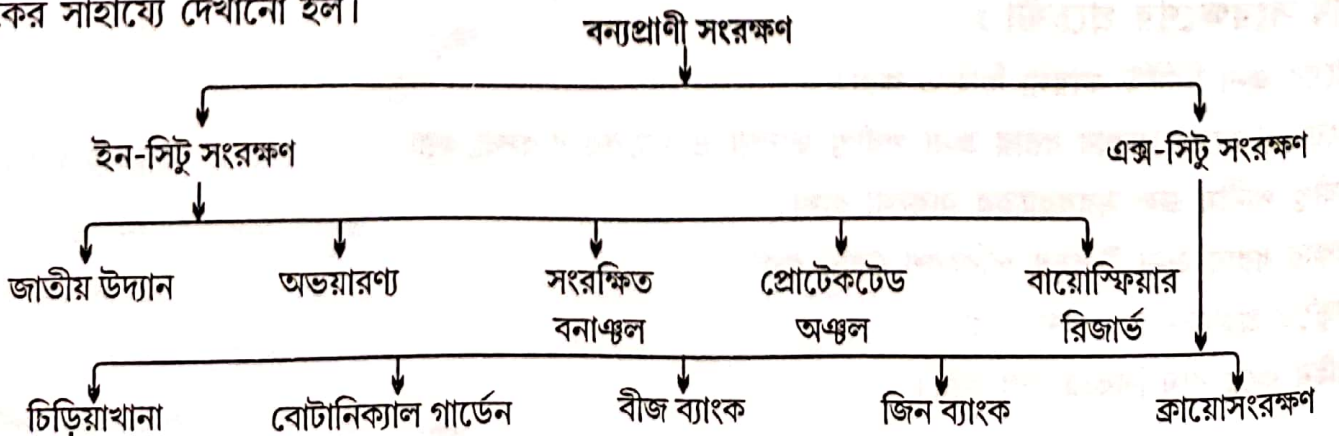 সাহায্যে দেখানো হল।
বন্যপ্রাণী সংরক্ষণ
ইন-সিটু সংরক্ষণ এক্স-সিটু সংরক্ষণ
জাতীয় উদ্যান অভয়ারণ্য সংরক্ষিত প্রোটেকটেড বায়োস্ফিয়ার
বনাঞ্চল অঞ্চল রিজার্ভ
চিড়িয়াখানা বোটানিক্যাল গার্ডেন বীজ ব্যাংক জিন ব্যাংক ক্রায়োসংরক্ষণ